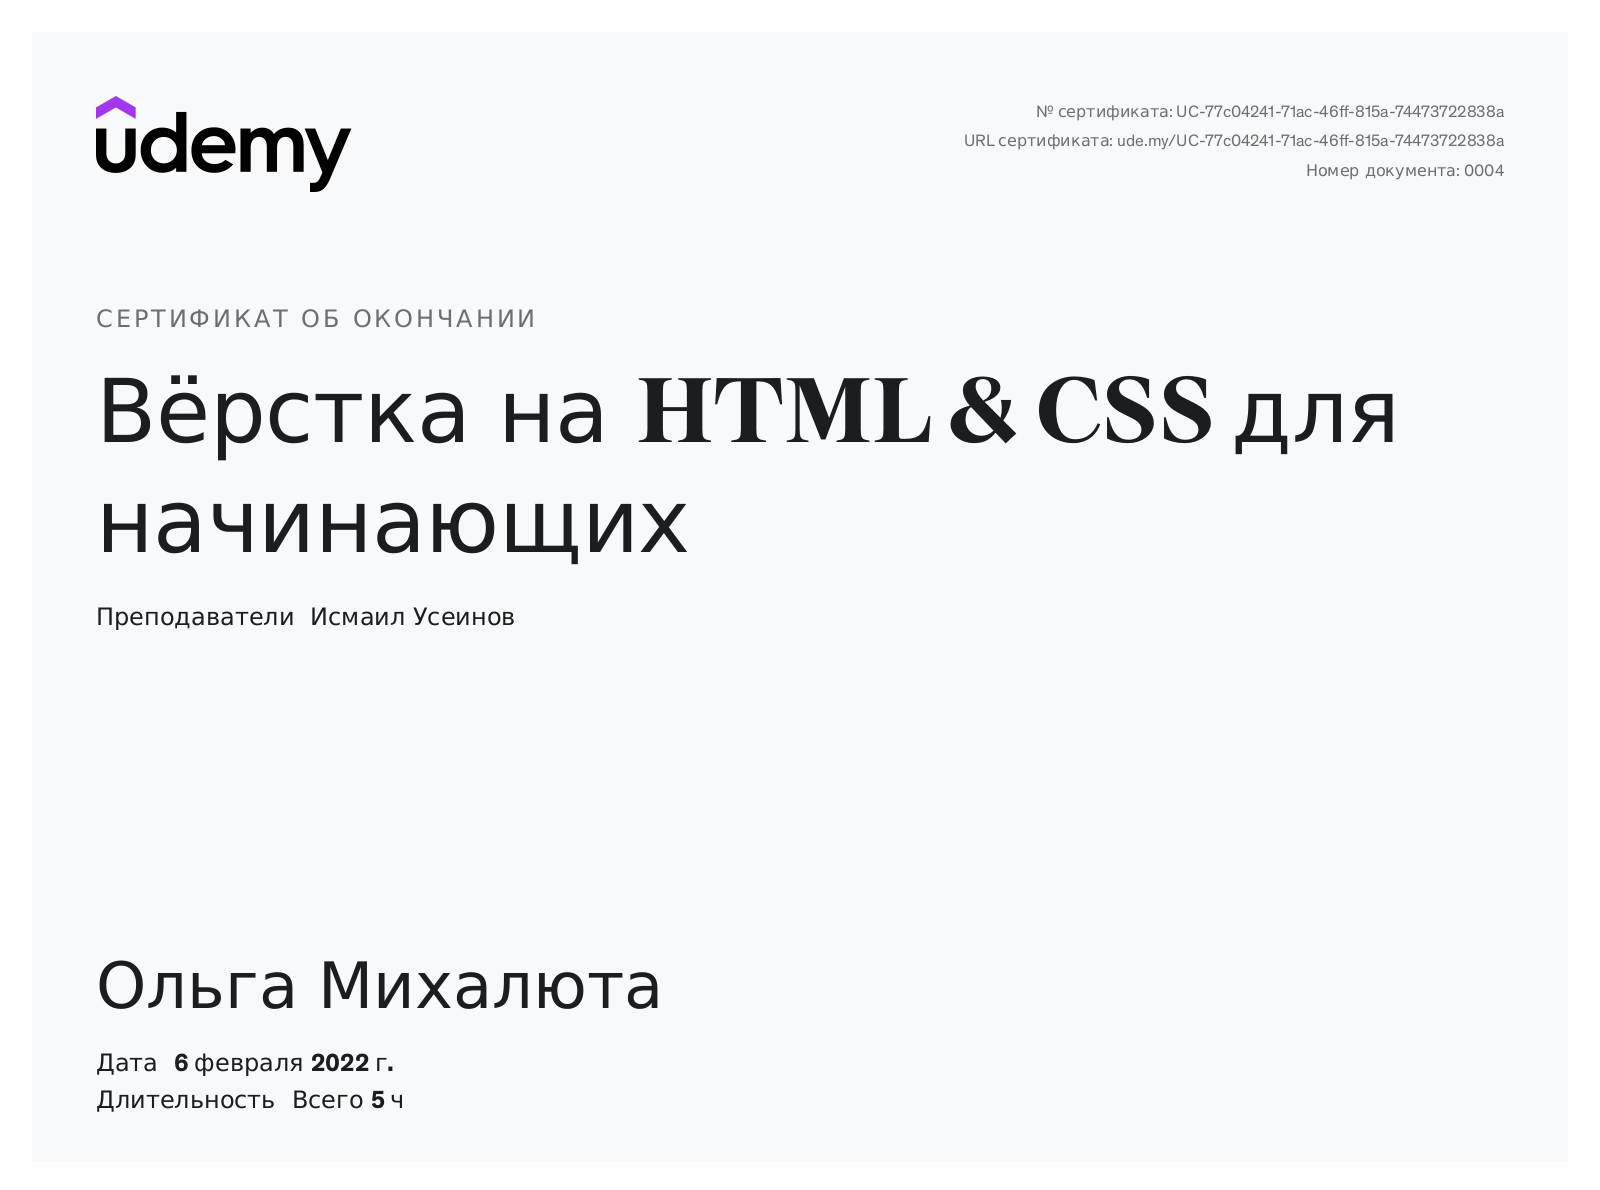 udemy
№ сертификата: UC-77c04241-71ac-46ff-815a-74473722838a
URL сертификата: ude.my/UC-77c04241-71ac-46ff-815a-74473722838a
Номер документа: 0004
СЕРТИФИКАТ ОБ ОКОНЧАНИИ
Вёрстка на HTML & CSS для
начинающих
Преподаватели Исмаил Усеинов
Ольга Михалюта
Дата 6 февраля 2022 г.
Длительность Всего 5 ч